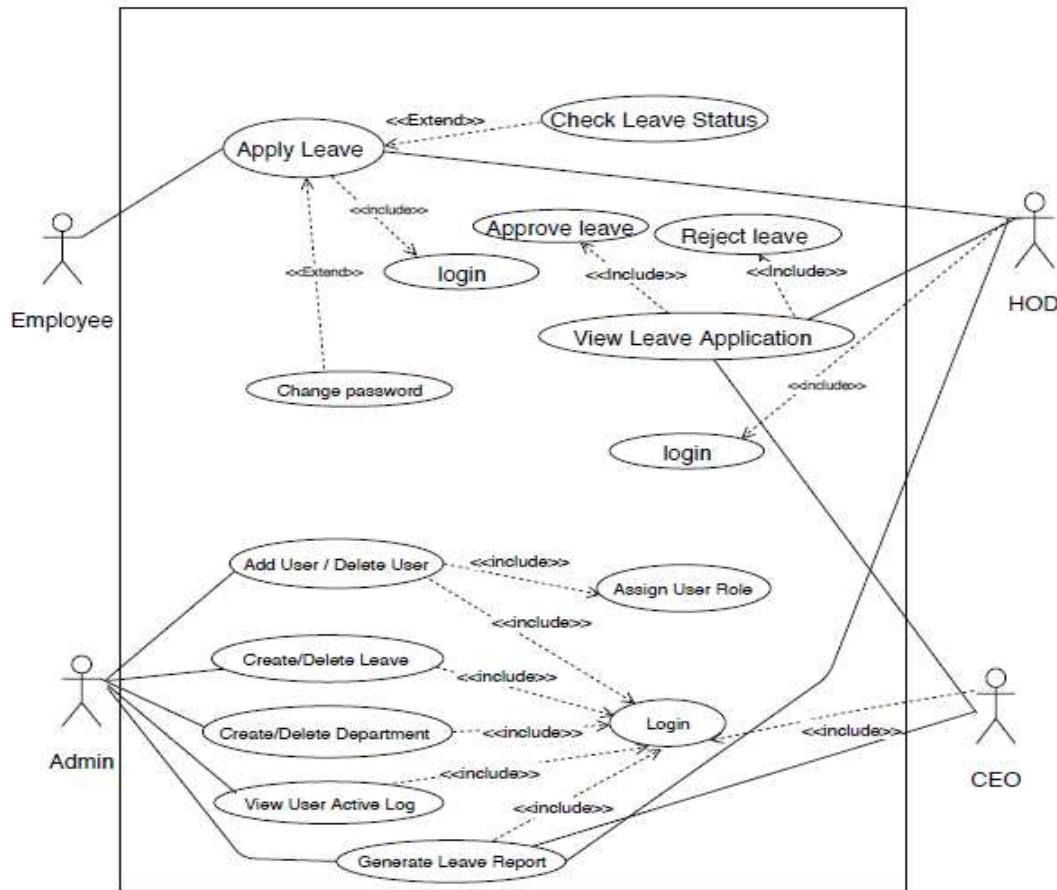 <<Extend>>
Check Leave Status
Apply Leave
<<include>>
Approve leave
Reject leave
<<Extend>>
login
<<Include>>
<<Include>>
Employee
HOD
View Leave Application
Change password
<<include>>
login
Add User / Delete User
<<include>>
Assign User Role
<<include>>
Create/Delete Leave
<<include>>
Login
Create/Delete Department
<<include>>
<<include>>
Admin
CEO
<<include>>
View User Active Log
<<include>>
Generate Leave Report